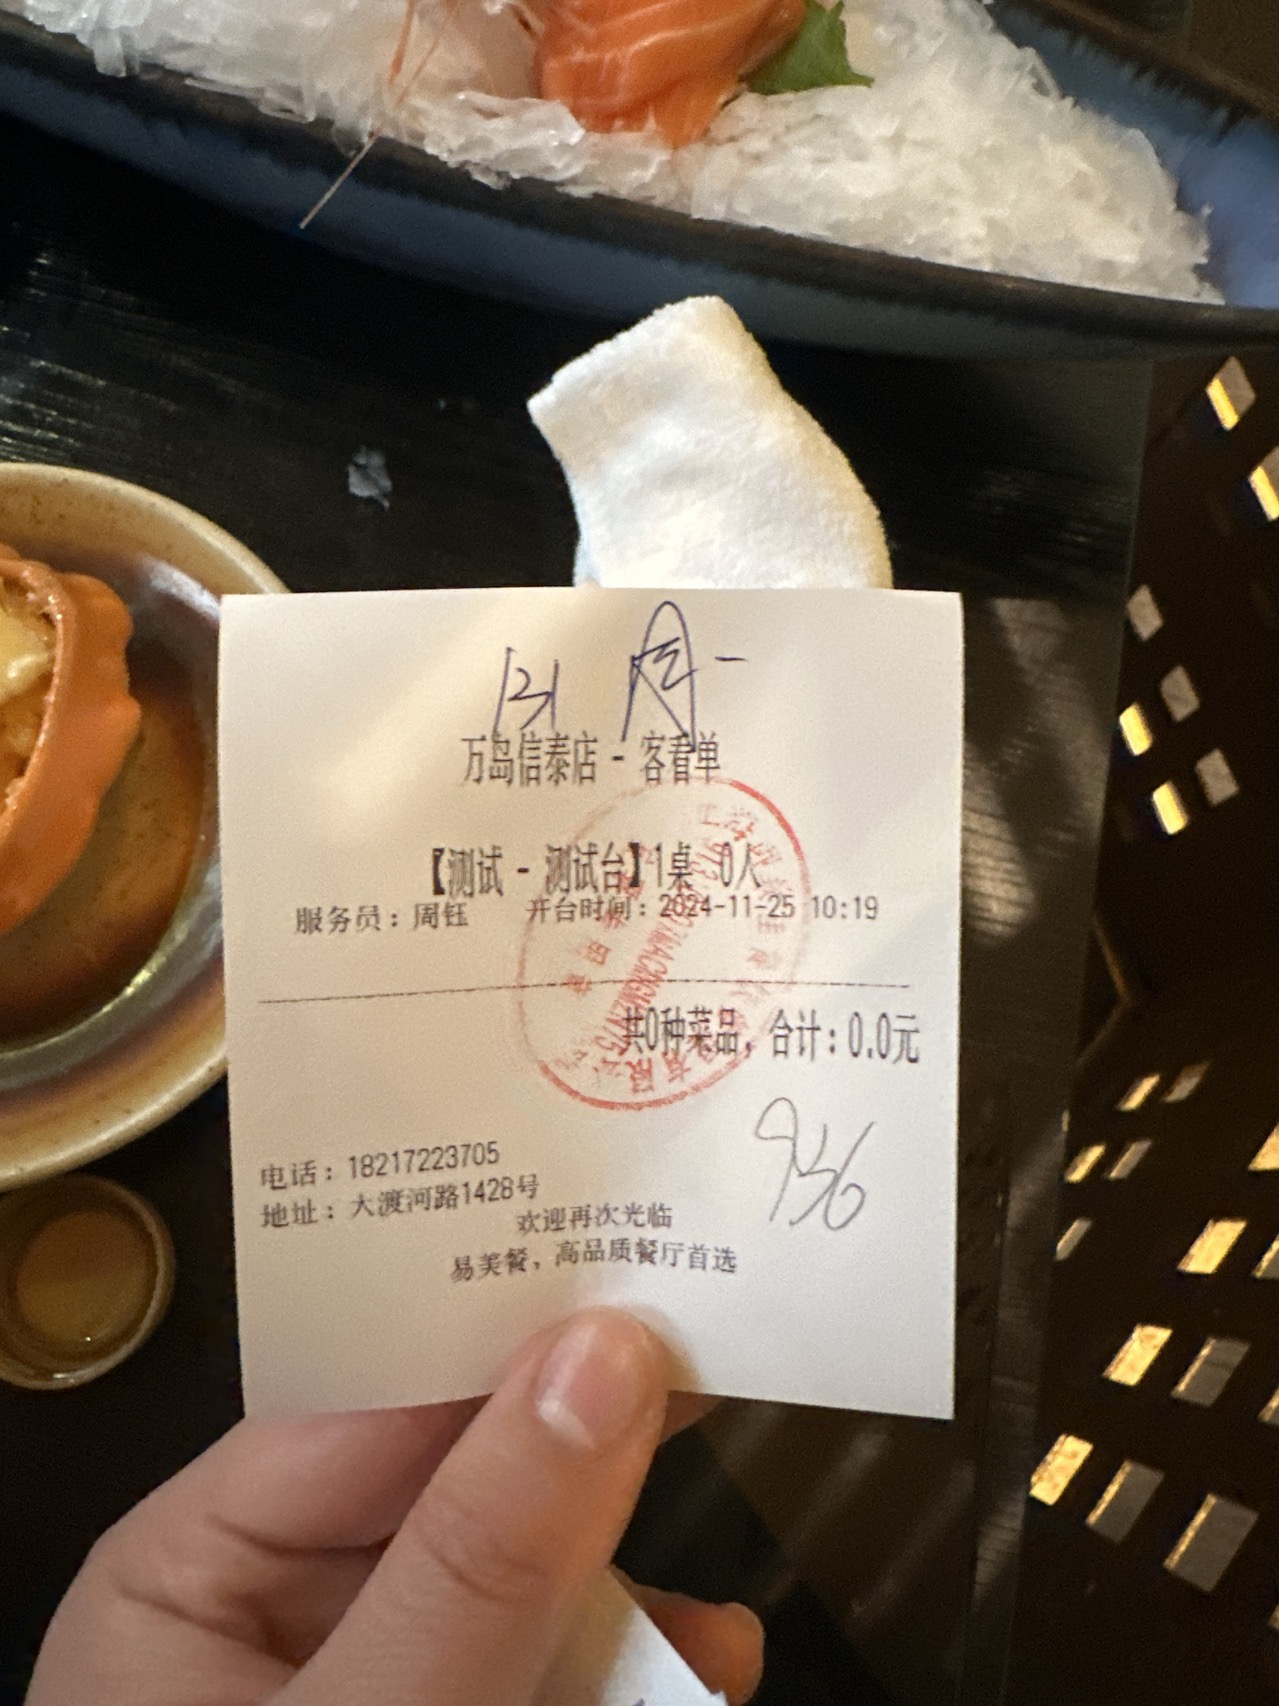 131 周一
万岛信泰店 - 客看单
【测试 - 测试台】1桌 0人
服务员：周钰 开台时间：2024-11-25 10:19
共0种菜品，合计：0.0元
936
电话：18217223705
地址：大渡河路1428号
欢迎再次光临
易美餐，高品质餐厅首选